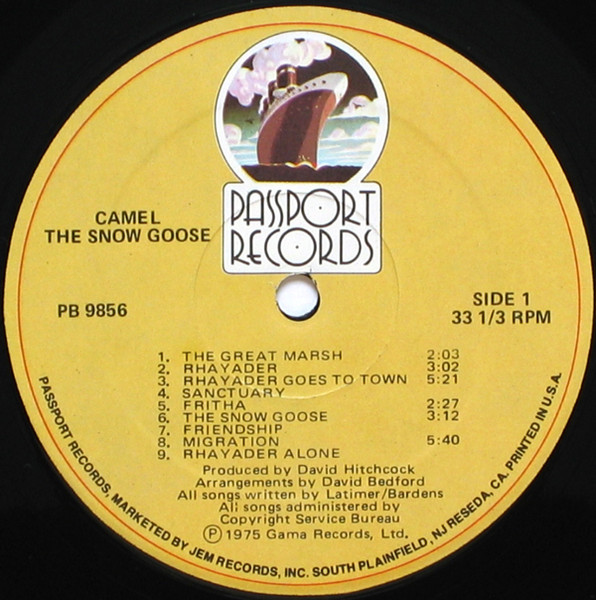 PASSPORT
RECORDS
CAMEL
THE SNOW GOOSE
PB 9856
SIDE 1
33 1/3 RPM
1. THE GREAT MARSH 2:03
2. RHAYADER 3:02
3. RHAYADER GOES TO TOWN 5:21
4. SANCTUARY
5. FRITHA 2:27
6. THE SNOW GOOSE 3:12
7. FRIENDSHIP
8. MIGRATION 5:40
9. RHAYADER ALONE
Produced by David Hitchcock
Arrangements by David Bedford
All songs written by Latimer/Bardens
All songs administered by
Copyright Service Bureau
Ⓟ 1975 Gama Records, Ltd.
PASSPORT RECORDS, MARKETED BY JEM RECORDS, INC. SOUTH PLAINFIELD, NJ RESEDA, CA. PRINTED IN U.S.A.